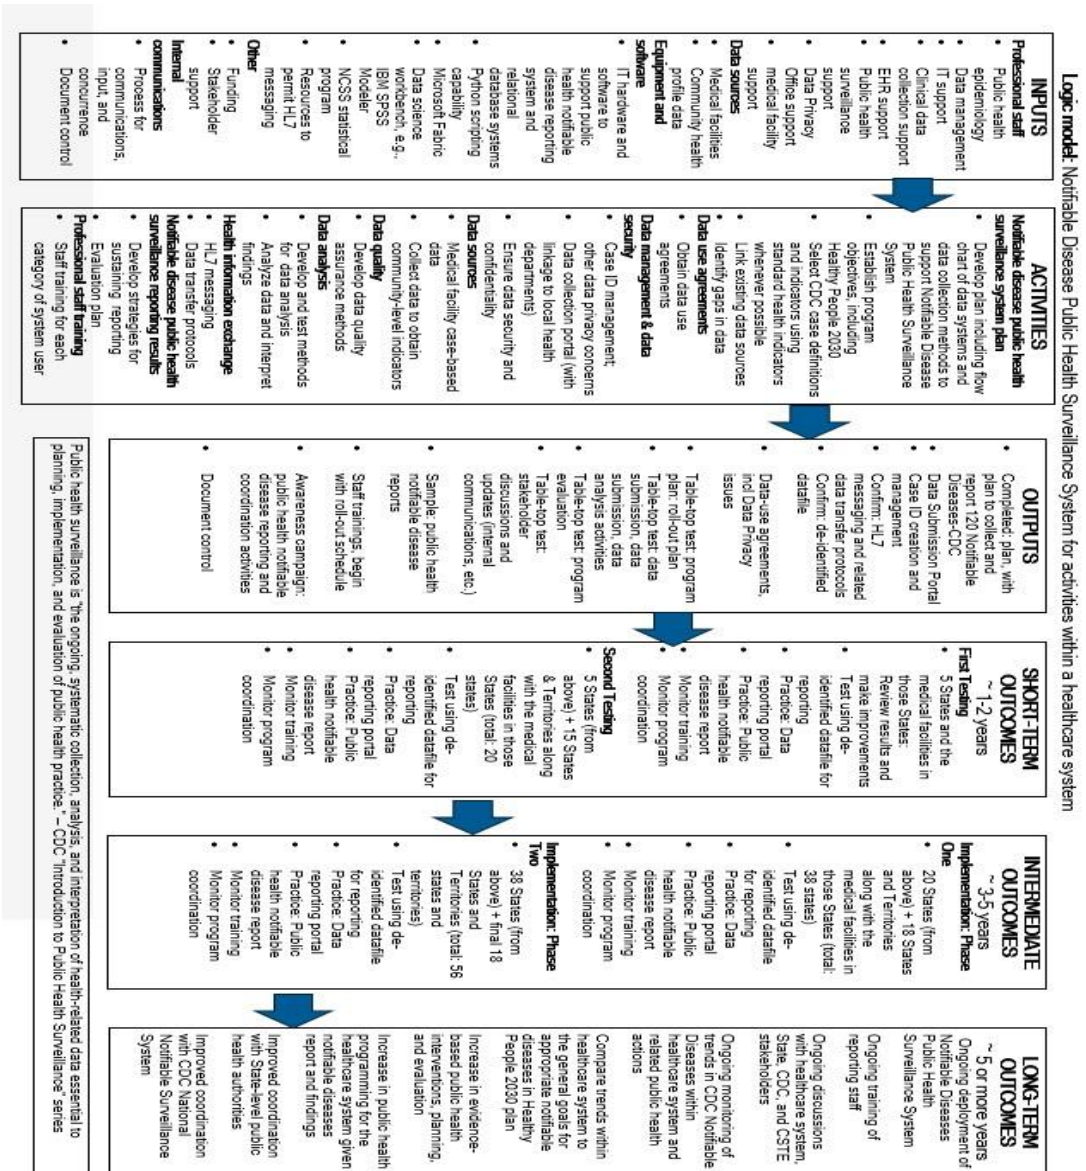 Logic model: Notifiable Disease Public Health Surveillance System for activities within a healthcare system
INPUTS
Professional staff
• Public health
epidemiology
• Data management
• IT support
• Clinical data
collection support
• EHR support
• Public health
surveillance
support
• Data Privacy
• Office support
• medical facility
support
Data sources
• Medical facilities
• Community health
profile data
Equipment and
software
• IT hardware and
software to
support public
health notifiable
disease reporting
system and
relational
database systems
• Python scripting
capability
• Microsoft Fabric
• Data science
workbench, e.g.,
IBM SPSS
Modeler
• NCSS statistical
program
• Resources to
permit HL7
messaging
Other
• Funding
• Stakeholder
support
Internal
communications
• Process for
communications,
input, and
concurrence
• Document control
ACTIVITIES
Notifiable disease public health
surveillance system plan
• Develop plan including flow
chart of data systems and
data collection methods to
support Notifiable Disease
Public Health Surveillance
System
• Establish program
objectives, including
Healthy People 2030
• Select CDC case definitions
and indicators using
standard health indicators
whenever possible
• Link existing data sources
• Identify gaps in data
Data use agreements
• Obtain data use
agreements
Data management & data
security
• Case ID management;
other data privacy concerns
• Data collection portal (with
linkage to local health
departments)
• Ensure data security and
confidentiality
Data sources
• Medical facility case-based
data
• Collect data to obtain
community-level indicators
Data quality
• Develop data quality
assurance methods
Data analysis
• Develop and test methods
for data analysis
• Analyze data and interpret
findings
Health information exchange
• HL7 messaging
• Data transfer protocols
Notifiable disease public health
surveillance reporting results
• Develop strategies for
sustaining reporting
• Evaluation plan
Professional staff training
• Staff training for each
category of system user
OUTPUTS
• Completed: plan, with
plan to collect and
report 120 Notifiable
Diseases-CDC
• Data Submission Portal
• Case ID creation and
management
• Confirm: HL7
messaging and related
data transfer protocols
• Confirm: de-identified
datafile
• Data-use agreements,
incl Data Privacy
issues
• Table-top test: program
plan: roll-out plan
• Table-top test: data
submission, data
submission, data
analysis activities
• Table-top test: program
evaluation
• Table-top test:
stakeholder
discussions and
updates (internal
communications, etc.)
• Sample: public health
notifiable disease
reports
• Staff trainings, begin
with roll-out schedule
• Awareness campaign:
public health notifiable
disease reporting and
coordination activities
• Document control
SHORT-TERM
OUTCOMES
~ 1-2 years
First Testing
• 5 States and the
medical facilities in
those States:
Review results and
make improvements
• Test using de-
identified datafile for
reporting
• Practice: Data
reporting portal
• Practice: Public
health notifiable
disease report
• Monitor training
• Monitor program
coordination
Second Testing
• 5 States (from
above) + 15 States
& Territories along
with the medical
facilities in those
States (total: 20
states)
• Test using de-
identified datafile for
reporting
• Practice: Data
reporting portal
• Practice: Public
health notifiable
disease report
• Monitor training
• Monitor program
coordination
INTERMEDIATE
OUTCOMES
~ 3-5 years
Implementation: Phase
One
• 20 States (from
above) + 18 States
and Territories
along with the
medical facilities in
those States (total:
38 states)
• Test using de-
identified datafile
for reporting
• Practice: Data
reporting portal
• Practice: Public
health notifiable
disease report
• Monitor training
• Monitor program
coordination
Implementation: Phase
Two
• 38 States (from
above) + final 18
States and
Territories (total: 56
states and
territories)
• Test using de-
identified datafile
for reporting
• Practice: Data
reporting portal
• Practice: Public
health notifiable
disease report
• Monitor training
• Monitor program
coordination
LONG-TERM
OUTCOMES
~ 5 or more years
Ongoing deployment of
Notifiable Diseases
Public Health
Surveillance System
Ongoing training of
reporting staff
Ongoing discussions
with healthcare system,
State, CDC, and CSTE
stakeholders
Ongoing monitoring of
trends in CDC Notifiable
Diseases within
healthcare system and
related public health
actions
Compare trends within
healthcare system to
the general goals for
appropriate notifiable
diseases in Healthy
People 2030 plan
Increase in evidence-
based public health
interventions, planning,
and evaluation
Increase in public health
programming for the
healthcare system given
notifiable diseases
report and findings
Improved coordination
with State-level public
health authorities
Improved coordination
with CDC National
Notifiable Surveillance
System
Public health surveillance is "the ongoing, systematic collection, analysis, and interpretation of health-related data essential to
planning, implementation, and evaluation of public health practice." – CDC "Introduction to Public Health Surveillance" series